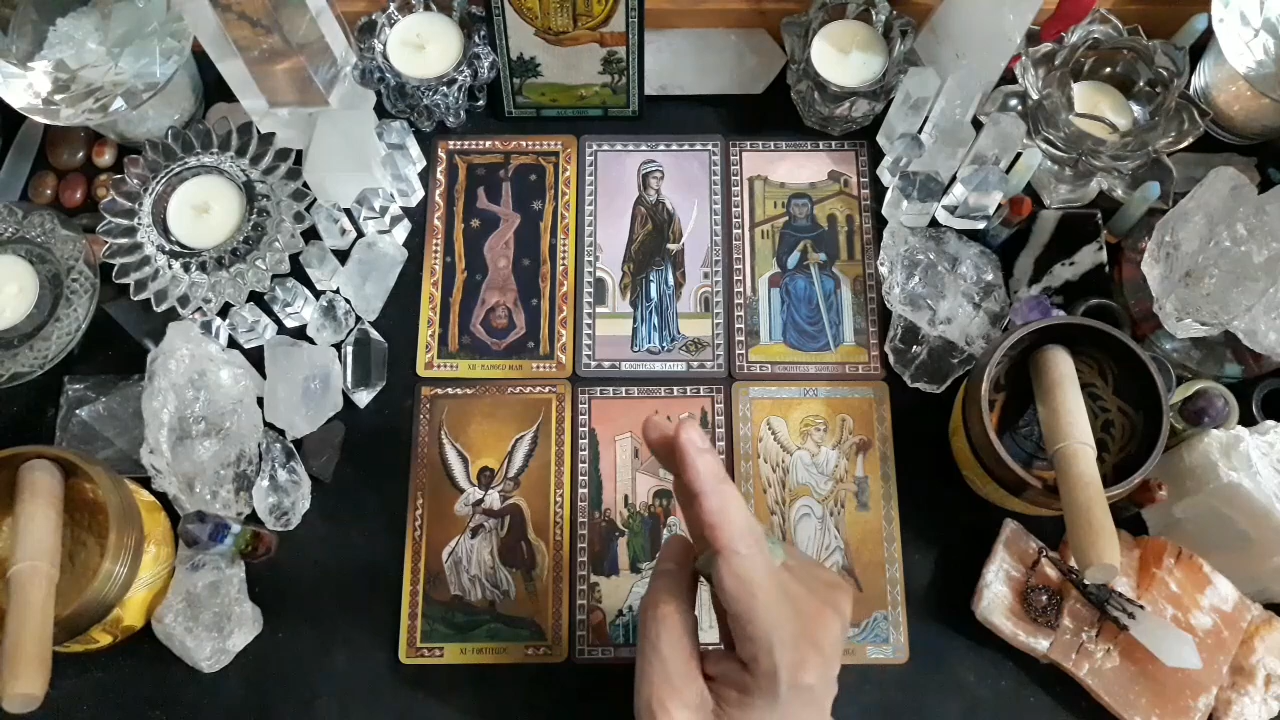 ACE-COINS
XII-HANGED MAN
COUNTESS-STAFFS
COUNTESS-SWORDS
XI-FORTITUDE